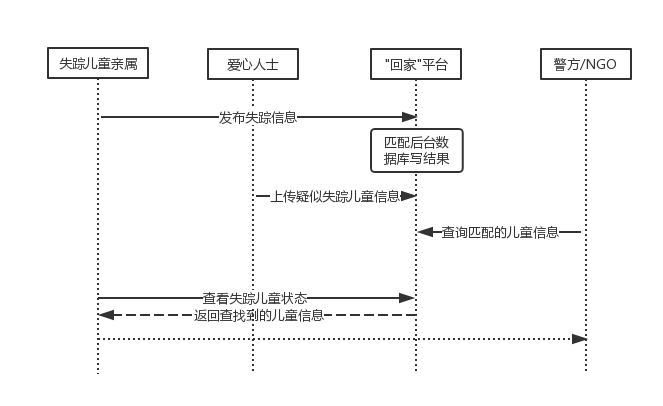 失踪儿童亲属
爱心人士
"回家"平台
警方/NGO
发布失踪信息
匹配后台数
据库写结果
上传疑似失踪儿童信息
查询匹配的儿童信息
查看失踪儿童状态
返回查找到的儿童信息